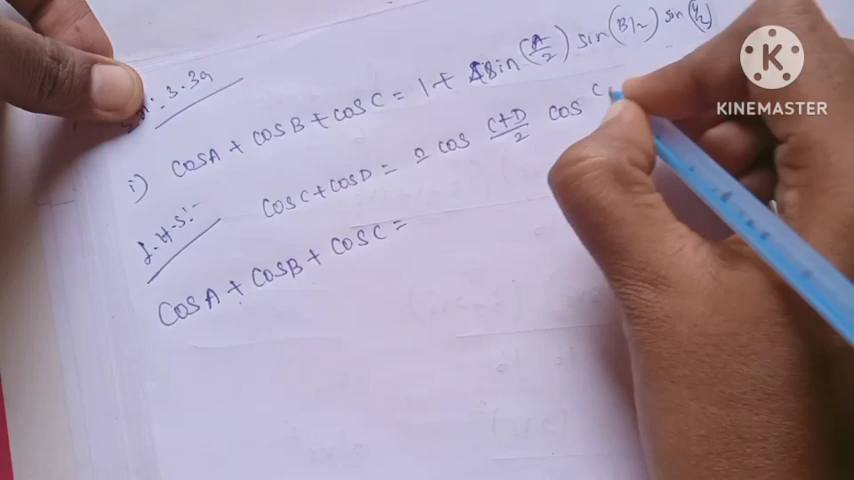 3.39
i) cosA + cosB + cosC = 1 + 4sin(A/2) sin(B/2) sin(C/2)
cosC + cosD = 2 cos C+D/2 cos C
L.H.S:-
cosA + cosB + cosC =
KINEMASTER